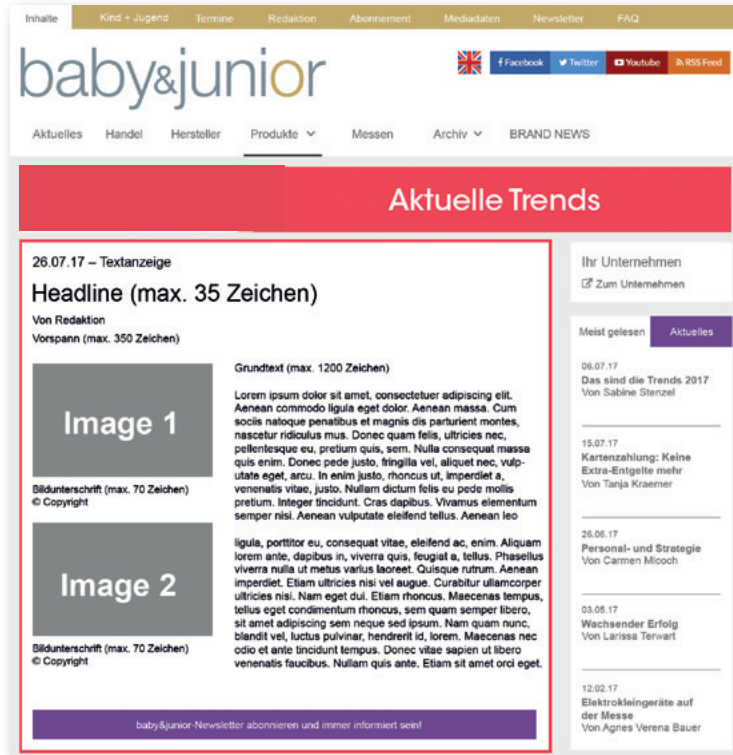 Inhalte Kind + Jugend Termine Redaktion Abonnement Mediadaten Newsletter FAQ
baby&junior
Facebook Twitter Youtube RSS Feed
Aktuelles Handel Hersteller Produkte Messen Archiv BRAND NEWS
Aktuelle Trends
26.07.17 – Textanzeige
Headline (max. 35 Zeichen)
Von Redaktion
Vorspann (max. 350 Zeichen)
Image 1
Bildunterschrift (max. 70 Zeichen)
© Copyright
Image 2
Bildunterschrift (max. 70 Zeichen)
© Copyright
Grundtext (max. 1200 Zeichen)
Lorem ipsum dolor sit amet, consectetuer adipiscing elit.
Aenean commodo ligula eget dolor. Aenean massa. Cum
sociis natoque penatibus et magnis dis parturient montes,
nascetur ridiculus mus. Donec quam felis, ultricies nec,
pellentesque eu, pretium quis, sem. Nulla consequat massa
quis enim. Donec pede justo, fringilla vel, aliquet nec, vulp-
utate eget, arcu. In enim justo, rhoncus ut, imperdiet a,
venenatis vitae, justo. Nullam dictum felis eu pede mollis
pretium. Integer tincidunt. Cras dapibus. Vivamus elementum
semper nisi. Aenean vulputate eleifend tellus. Aenean leo
ligula, porttitor eu, consequat vitae, eleifend ac, enim. Aliquam
lorem ante, dapibus in, viverra quis, feugiat a, tellus. Phasellus
viverra nulla ut metus varius laoreet. Quisque rutrum. Aenean
imperdiet. Etiam ultricies nisi vel augue. Curabitur ullamcorper
ultricies nisi. Nam eget dui. Etiam rhoncus. Maecenas tempus,
tellus eget condimentum rhoncus, sem quam semper libero,
sit amet adipiscing sem neque sed ipsum. Nam quam nunc,
blandit vel, luctus pulvinar, hendrerit id, lorem. Maecenas nec
odio et ante tincidunt tempus. Donec vitae sapien ut libero
venenatis faucibus. Nullam quis ante. Etiam sit amet orci eget.
baby&junior-Newsletter abonnieren und immer informiert sein!
Ihr Unternehmen
Zum Unternehmen
Meist gelesen Aktuelles
06.07.17
Das sind die Trends 2017
Von Sabine Stenzel
15.07.17
Kartenzahlung: Keine
Extra-Entgelte mehr
Von Tanja Kraemer
26.06.17
Personal- und Strategie
Von Carmen Micoch
03.05.17
Wachsender Erfolg
Von Larissa Terwart
12.02.17
Elektrokleingeräte auf
der Messe
Von Agnes Verena Bauer